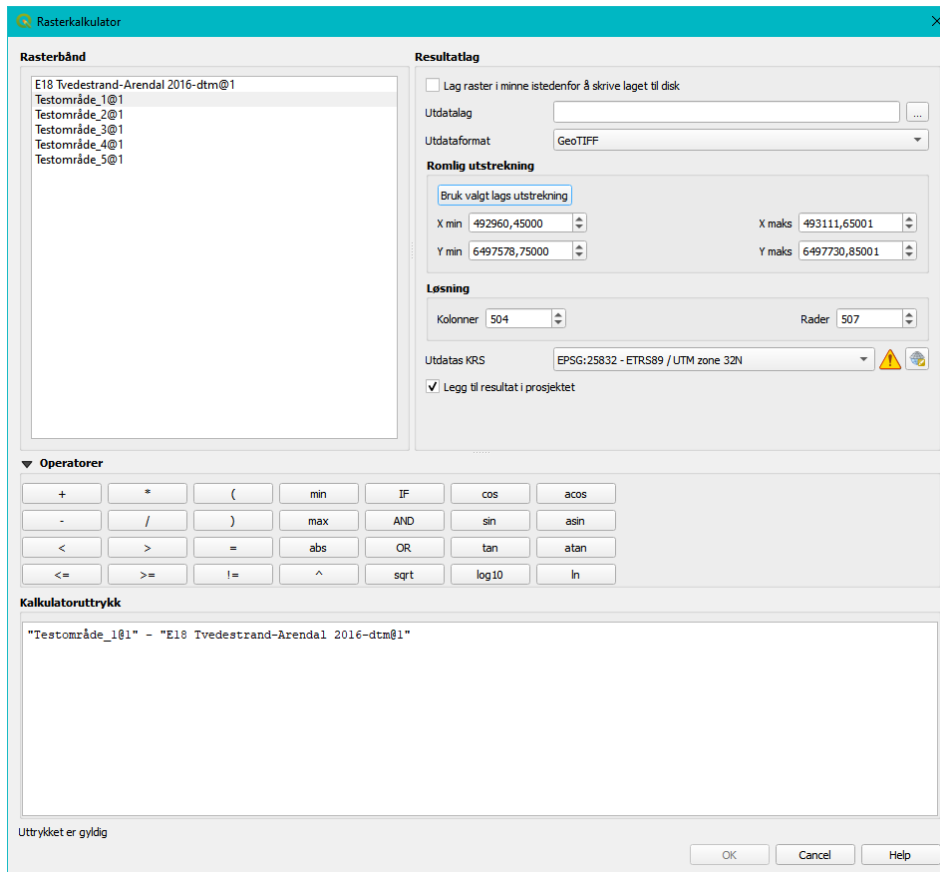 Rasterkalkulator
Rasterbånd
E18 Tvedestrand-Arendal 2016-dtm@1
Testområde_1@1
Testområde_2@1
Testområde_3@1
Testområde_4@1
Testområde_5@1
Resultatlag
Lag raster i minne istedenfor å skrive laget til disk
Utdatalag
...
Utdataformat GeoTIFF
Romlig utstrekning
Bruk valgt lags utstrekning
X min 492960,45000 X maks 493111,65001
Y min 6497578,75000 Y maks 6497730,85001
Løsning
Kolonner 504 Rader 507
Utdatas KRS EPSG:25832 - ETRS89 / UTM zone 32N
Legg til resultat i prosjektet
Operatorer
+ * ( min IF cos acos
- / ) max AND sin asin
< > = abs OR tan atan
<= >= != ^ sqrt log10 ln
Kalkulatoruttrykk
"Testområde_1@1" - "E18 Tvedestrand-Arendal 2016-dtm@1"
Uttrykket er gyldig
OK Cancel Help